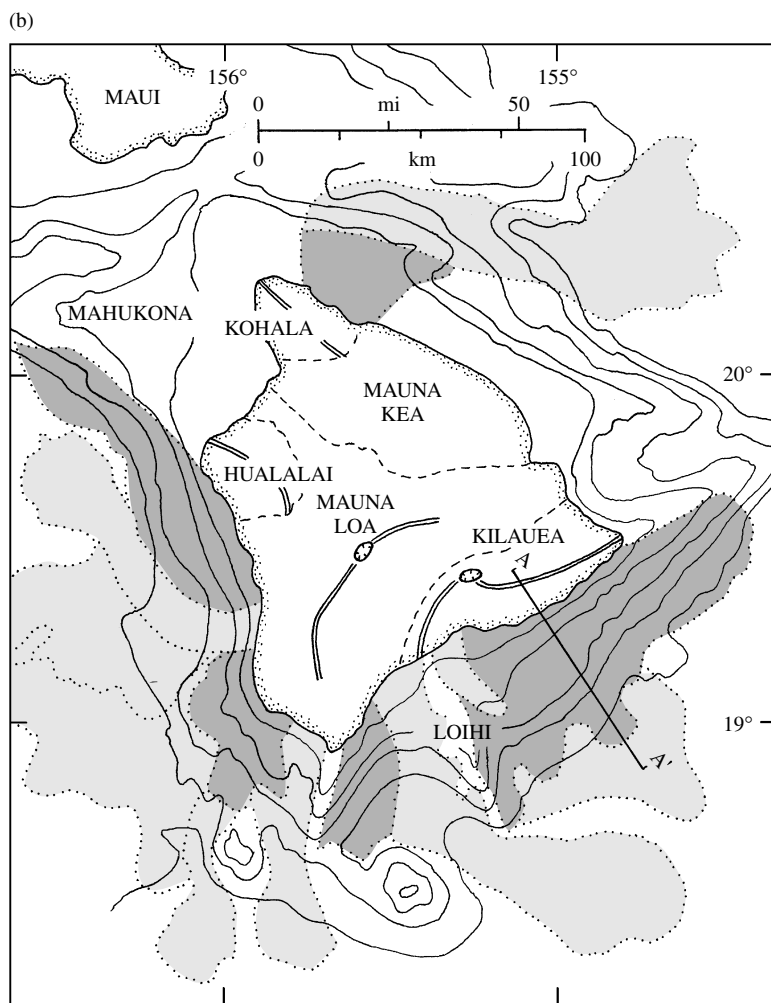 (b)
156°
155°
MAUI
0 mi 50
0 km 100
MAHUKONA
KOHALA
20°
MAUNA
KEA
HUALALAI
MAUNA
LOA
KILAUEA
A
19°
LOIHI
A'